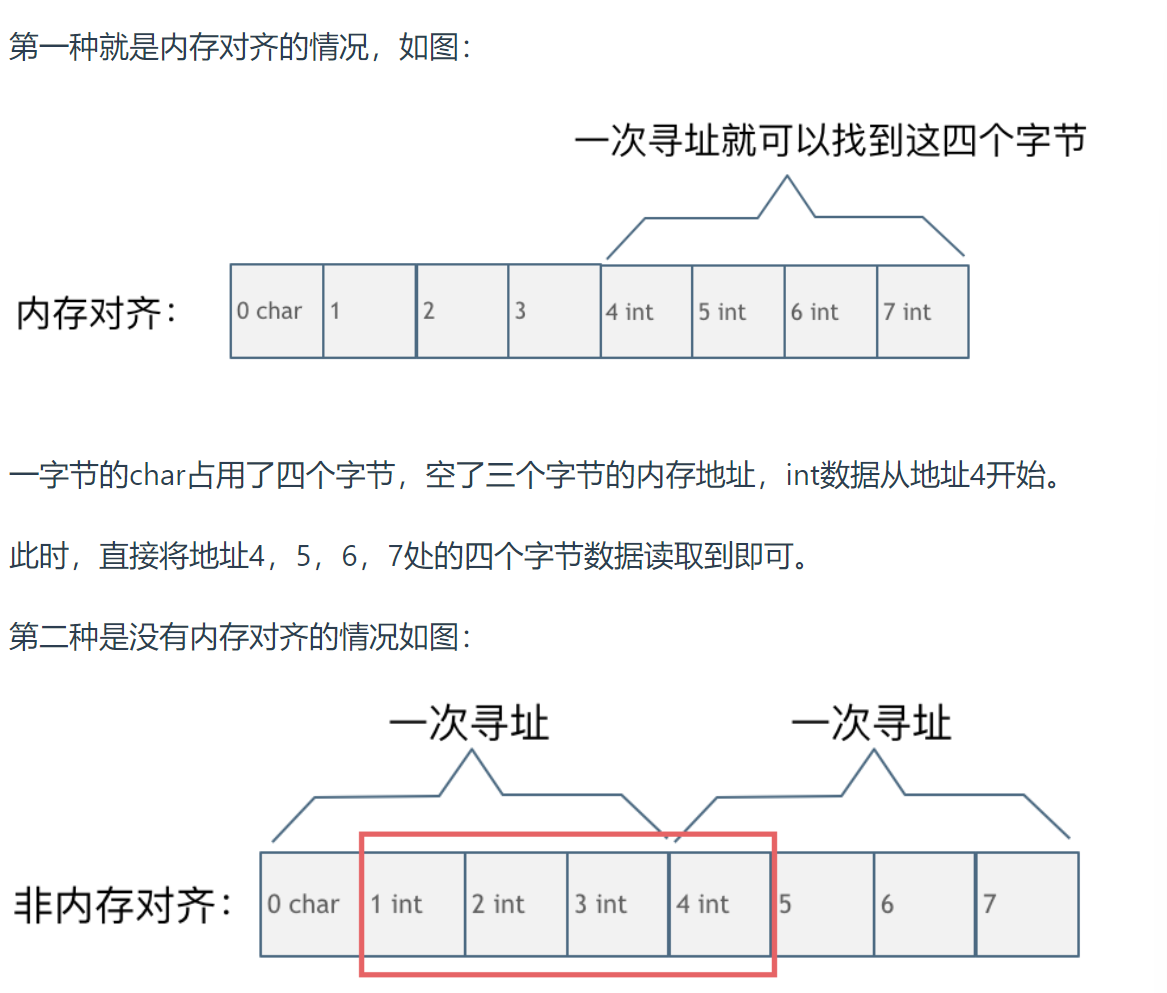 第一种就是内存对齐的情况，如图：
一次寻址就可以找到这四个字节
内存对齐： 0 char 1 2 3 4 int 5 int 6 int 7 int
一字节的char占用了四个字节，空了三个字节的内存地址，int数据从地址4开始。
此时，直接将地址4，5，6，7处的四个字节数据读取到即可。
第二种是没有内存对齐的情况如图：
一次寻址 一次寻址
非内存对齐： 0 char 1 int 2 int 3 int 4 int 5 6 7